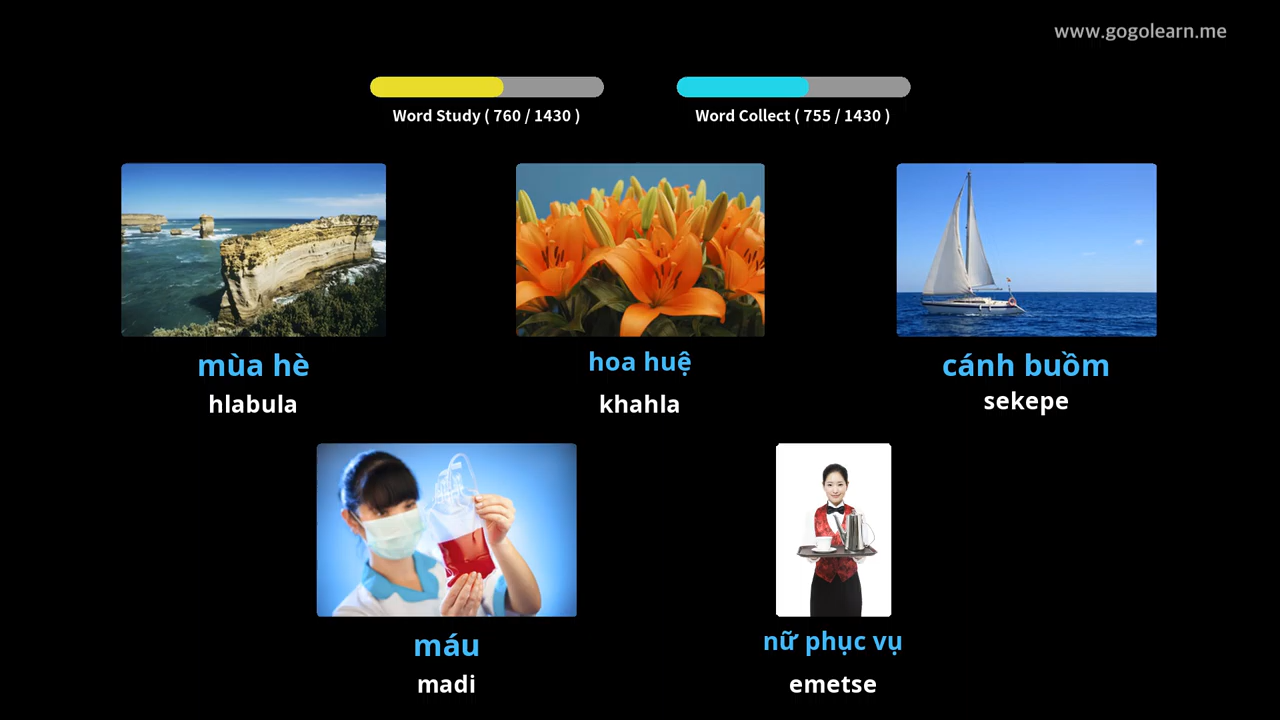 www.gogolearn.me
Word Study ( 760 / 1430 )
Word Collect ( 755 / 1430 )
mùa hè
hlabula
hoa huệ
khahla
cánh buồm
sekepe
máu
madi
nữ phục vụ
emetse